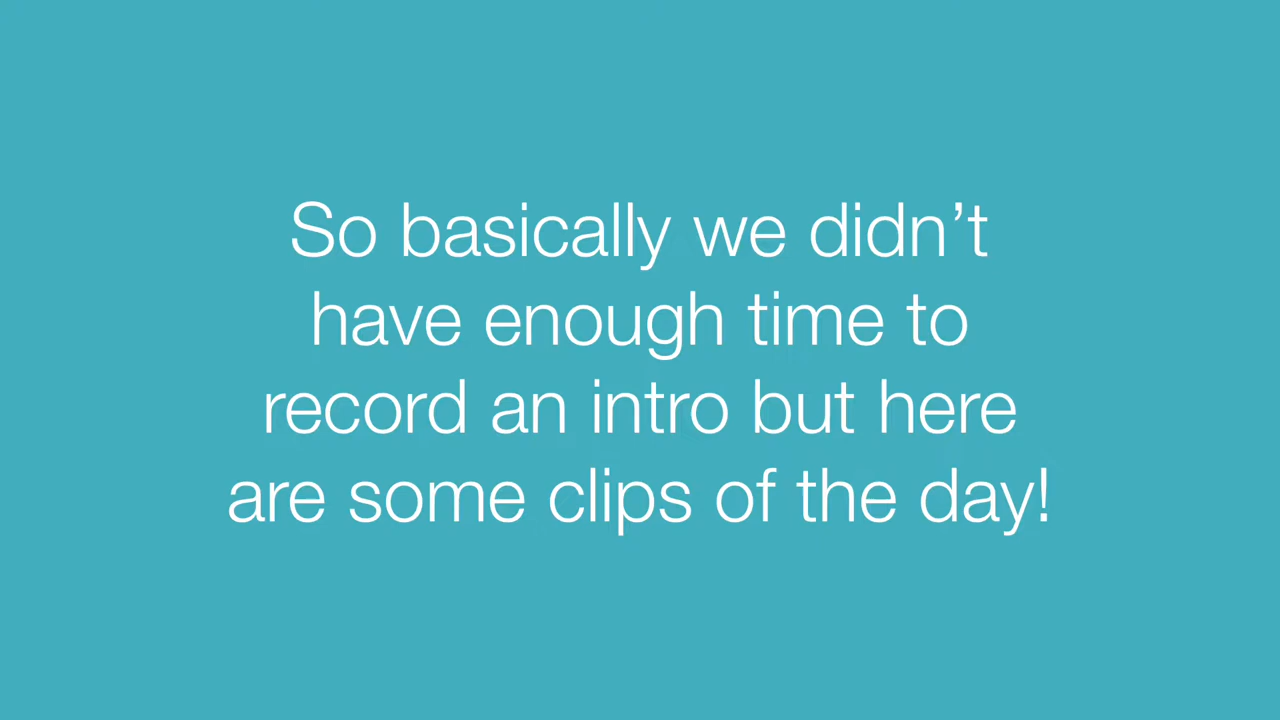 So basically we didn’t
have enough time to
record an intro but here
are some clips of the day!